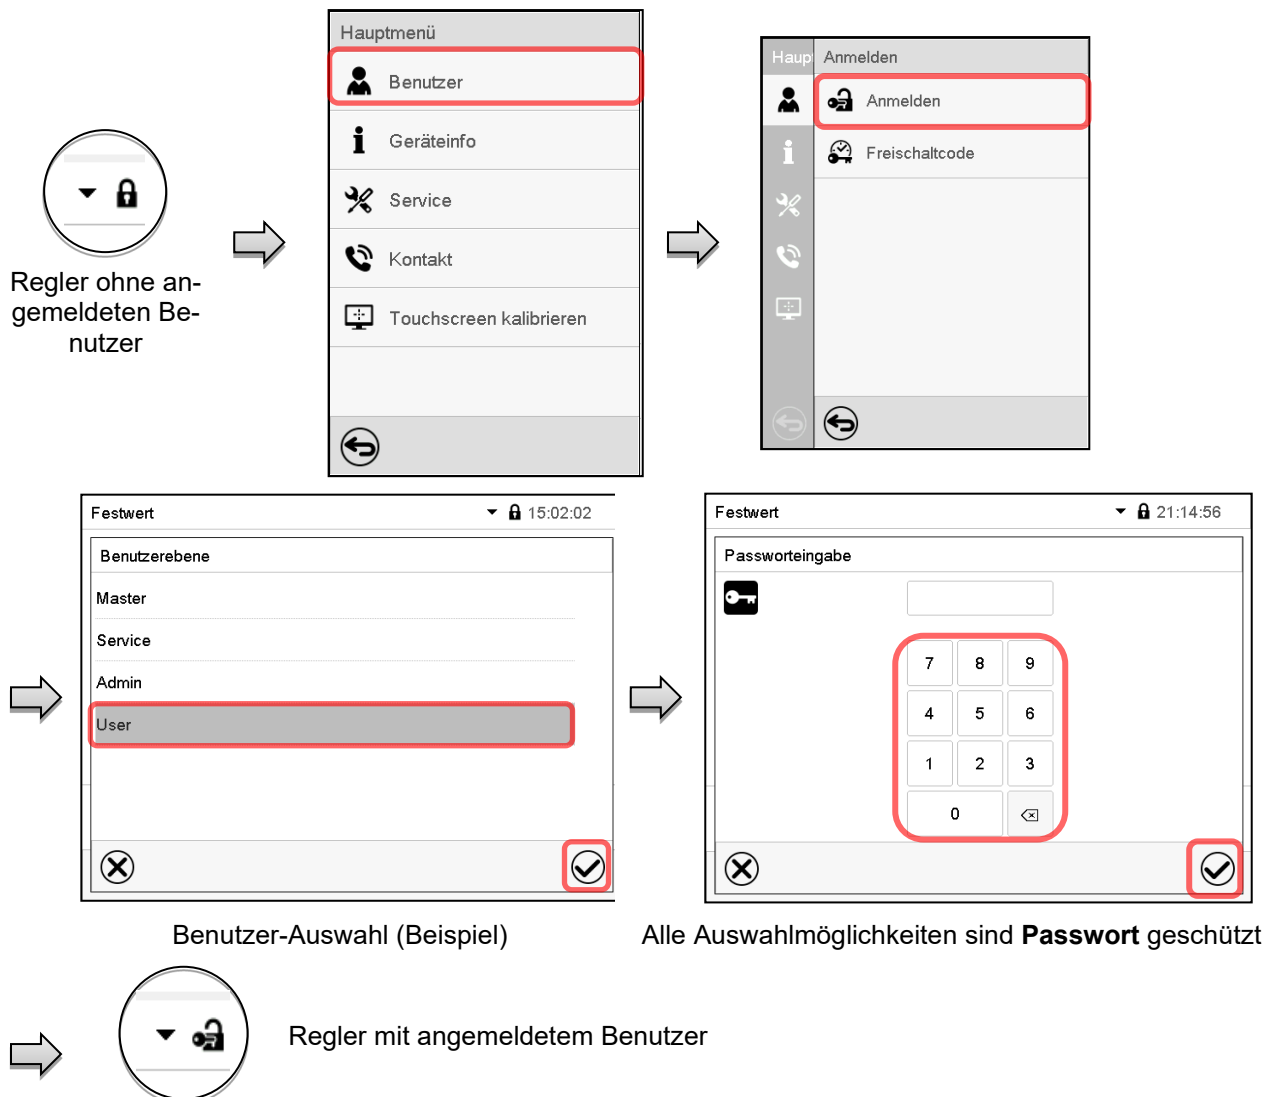 Hauptmenü
Benutzer
Geräteinfo
Service
Kontakt
Touchscreen kalibrieren
Haup
Anmelden
Anmelden
Freischaltcode
Regler ohne an-
gemeldeten Be-
nutzer
Festwert 15:02:02
Benutzerebene
Master
Service
Admin
User
Festwert 21:14:56
Passworteingabe
7 8 9
4 5 6
1 2 3
0
Benutzer-Auswahl (Beispiel)
Alle Auswahlmöglichkeiten sind Passwort geschützt
Regler mit angemeldetem Benutzer